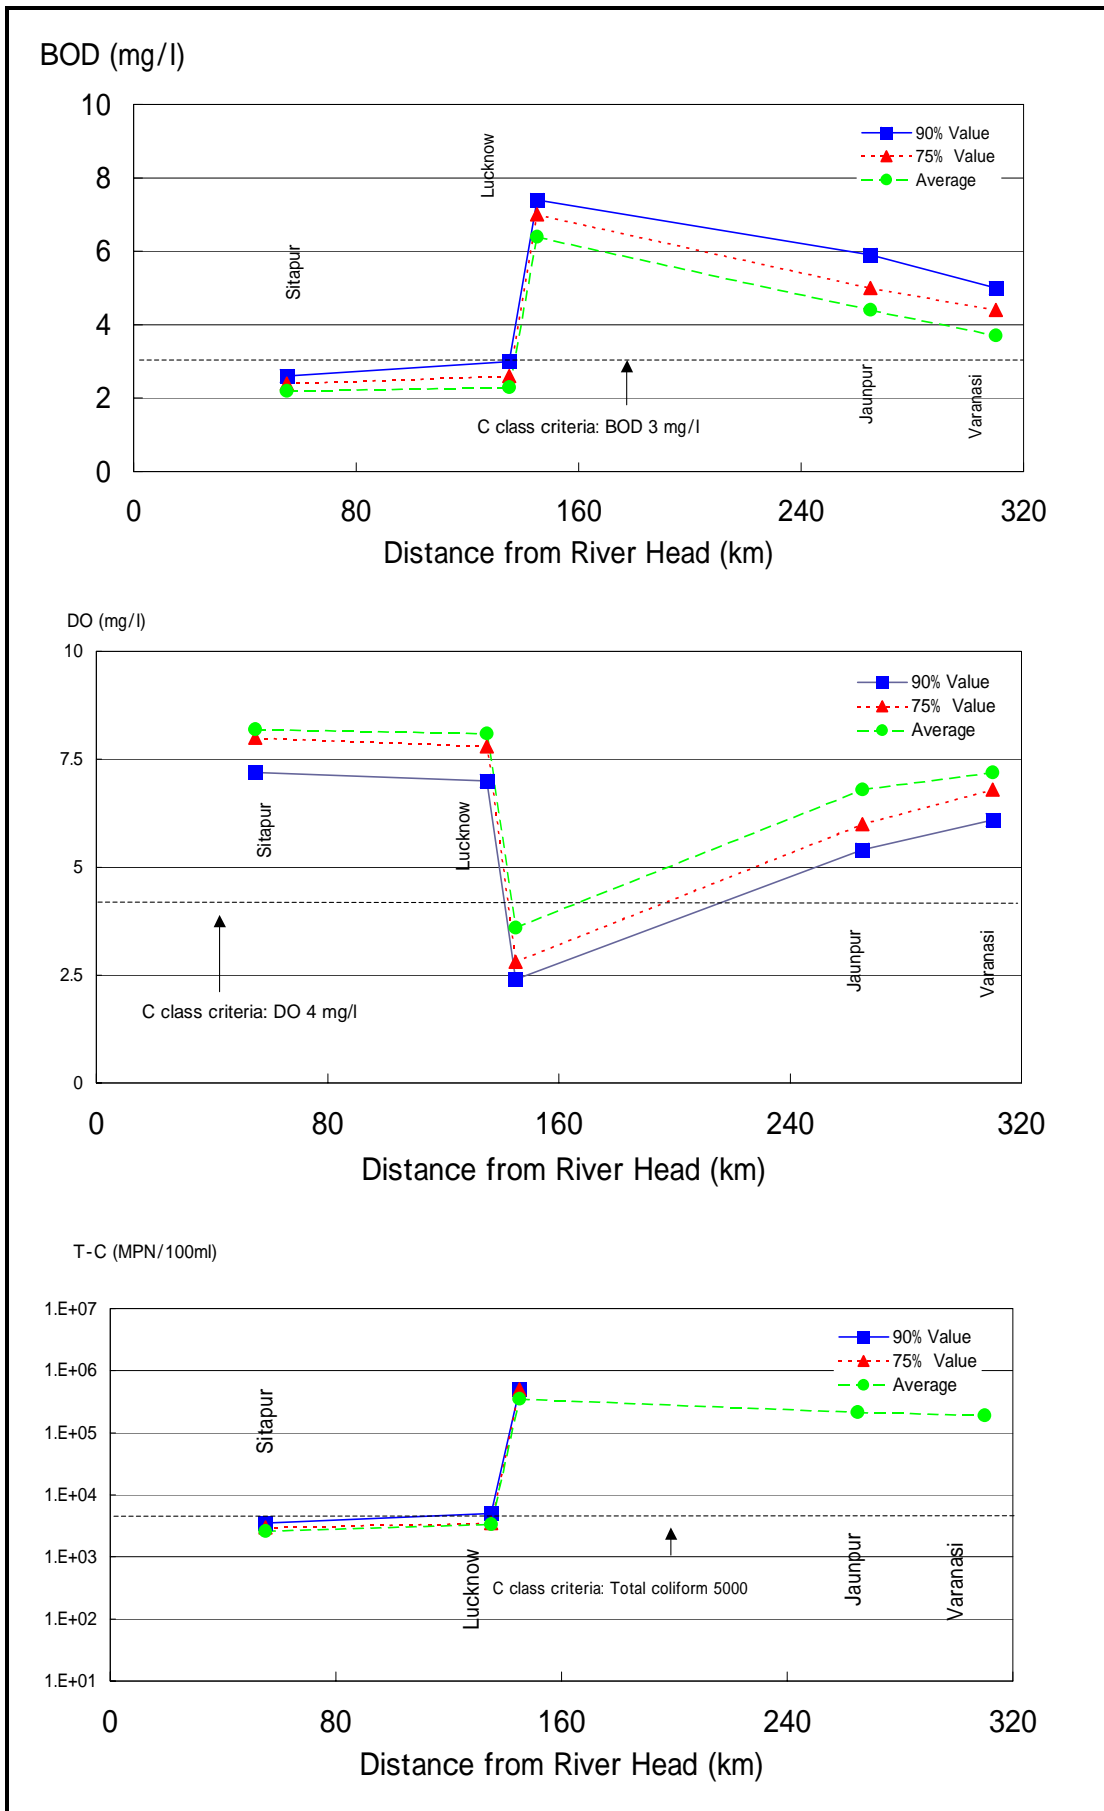 BOD (mg/l)
10
8
6
4
2
0
90% Value
75% Value
Average
Sitapur
Lucknow
Jaunpur
Varanasi
C class criteria: BOD 3 mg/l
0 80 160 240 320
Distance from River Head (km)
DO (mg/l)
10
7.5
5
2.5
0
90% Value
75% Value
Average
Sitapur
Lucknow
Jaunpur
Varanasi
C class criteria: DO 4 mg/l
0 80 160 240 320
Distance from River Head (km)
T-C (MPN/100ml)
1.E+07
1.E+06
1.E+05
1.E+04
1.E+03
1.E+02
1.E+01
90% Value
75% Value
Average
Sitapur
Lucknow
Jaunpur
Varanasi
C class criteria: Total coliform 5000
0 80 160 240 320
Distance from River Head (km)